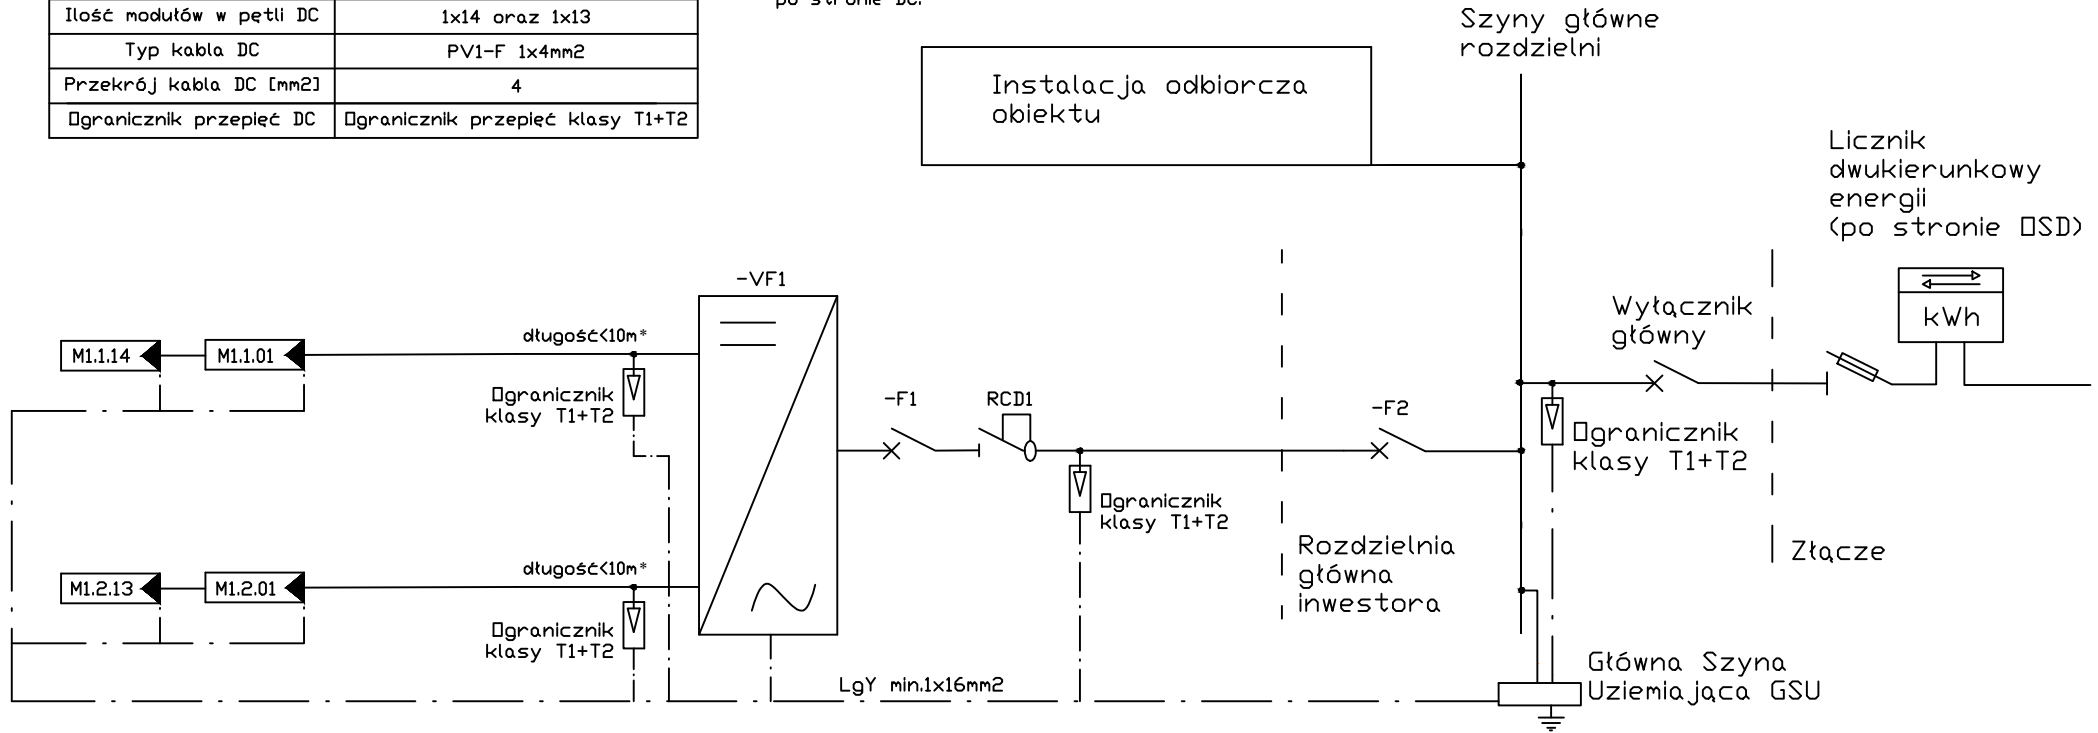 Ilość modułów w pętli DC 1x14 oraz 1x13
Typ kabla DC PV1-F 1x4mm2
Przekrój kabla DC [mm2] 4
Ogranicznik przepięć DC Ogranicznik przepięć klasy T1+T2
po stronie DC.
Szyny główne
rozdzielni
Instalacja odbiorcza
obiektu
Licznik
dwukierunkowy
energii
(po stronie OSD)
kWh
Wyłącznik
główny
-VF1
długość<10m*
M1.1.14
M1.1.01
Ogranicznik
klasy T1+T2
-F1
RCD1
-F2
Ogranicznik
klasy T1+T2
Ogranicznik
klasy T1+T2
Rozdzielnia
główna
inwestora
Złącze
długość<10m*
M1.2.13
M1.2.01
Ogranicznik
klasy T1+T2
LgY min.1x16mm2
Główna Szyna
Uziemiająca GSU